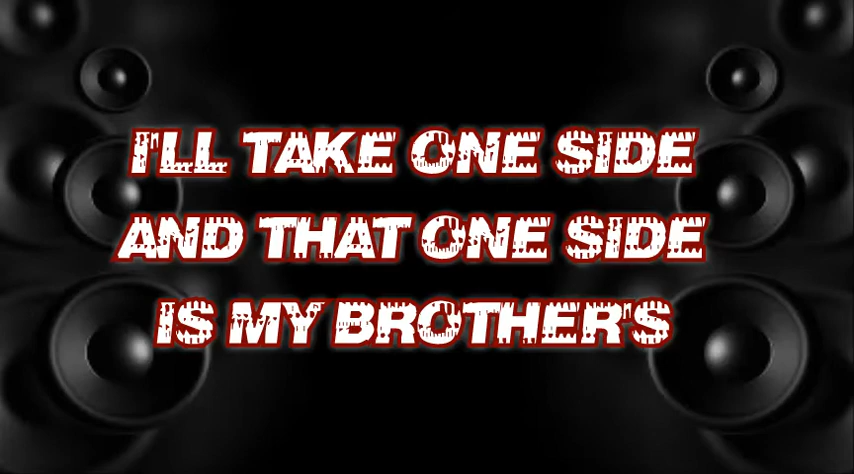 I'LL TAKE ONE SIDE
AND THAT ONE SIDE
IS MY BROTHER'S